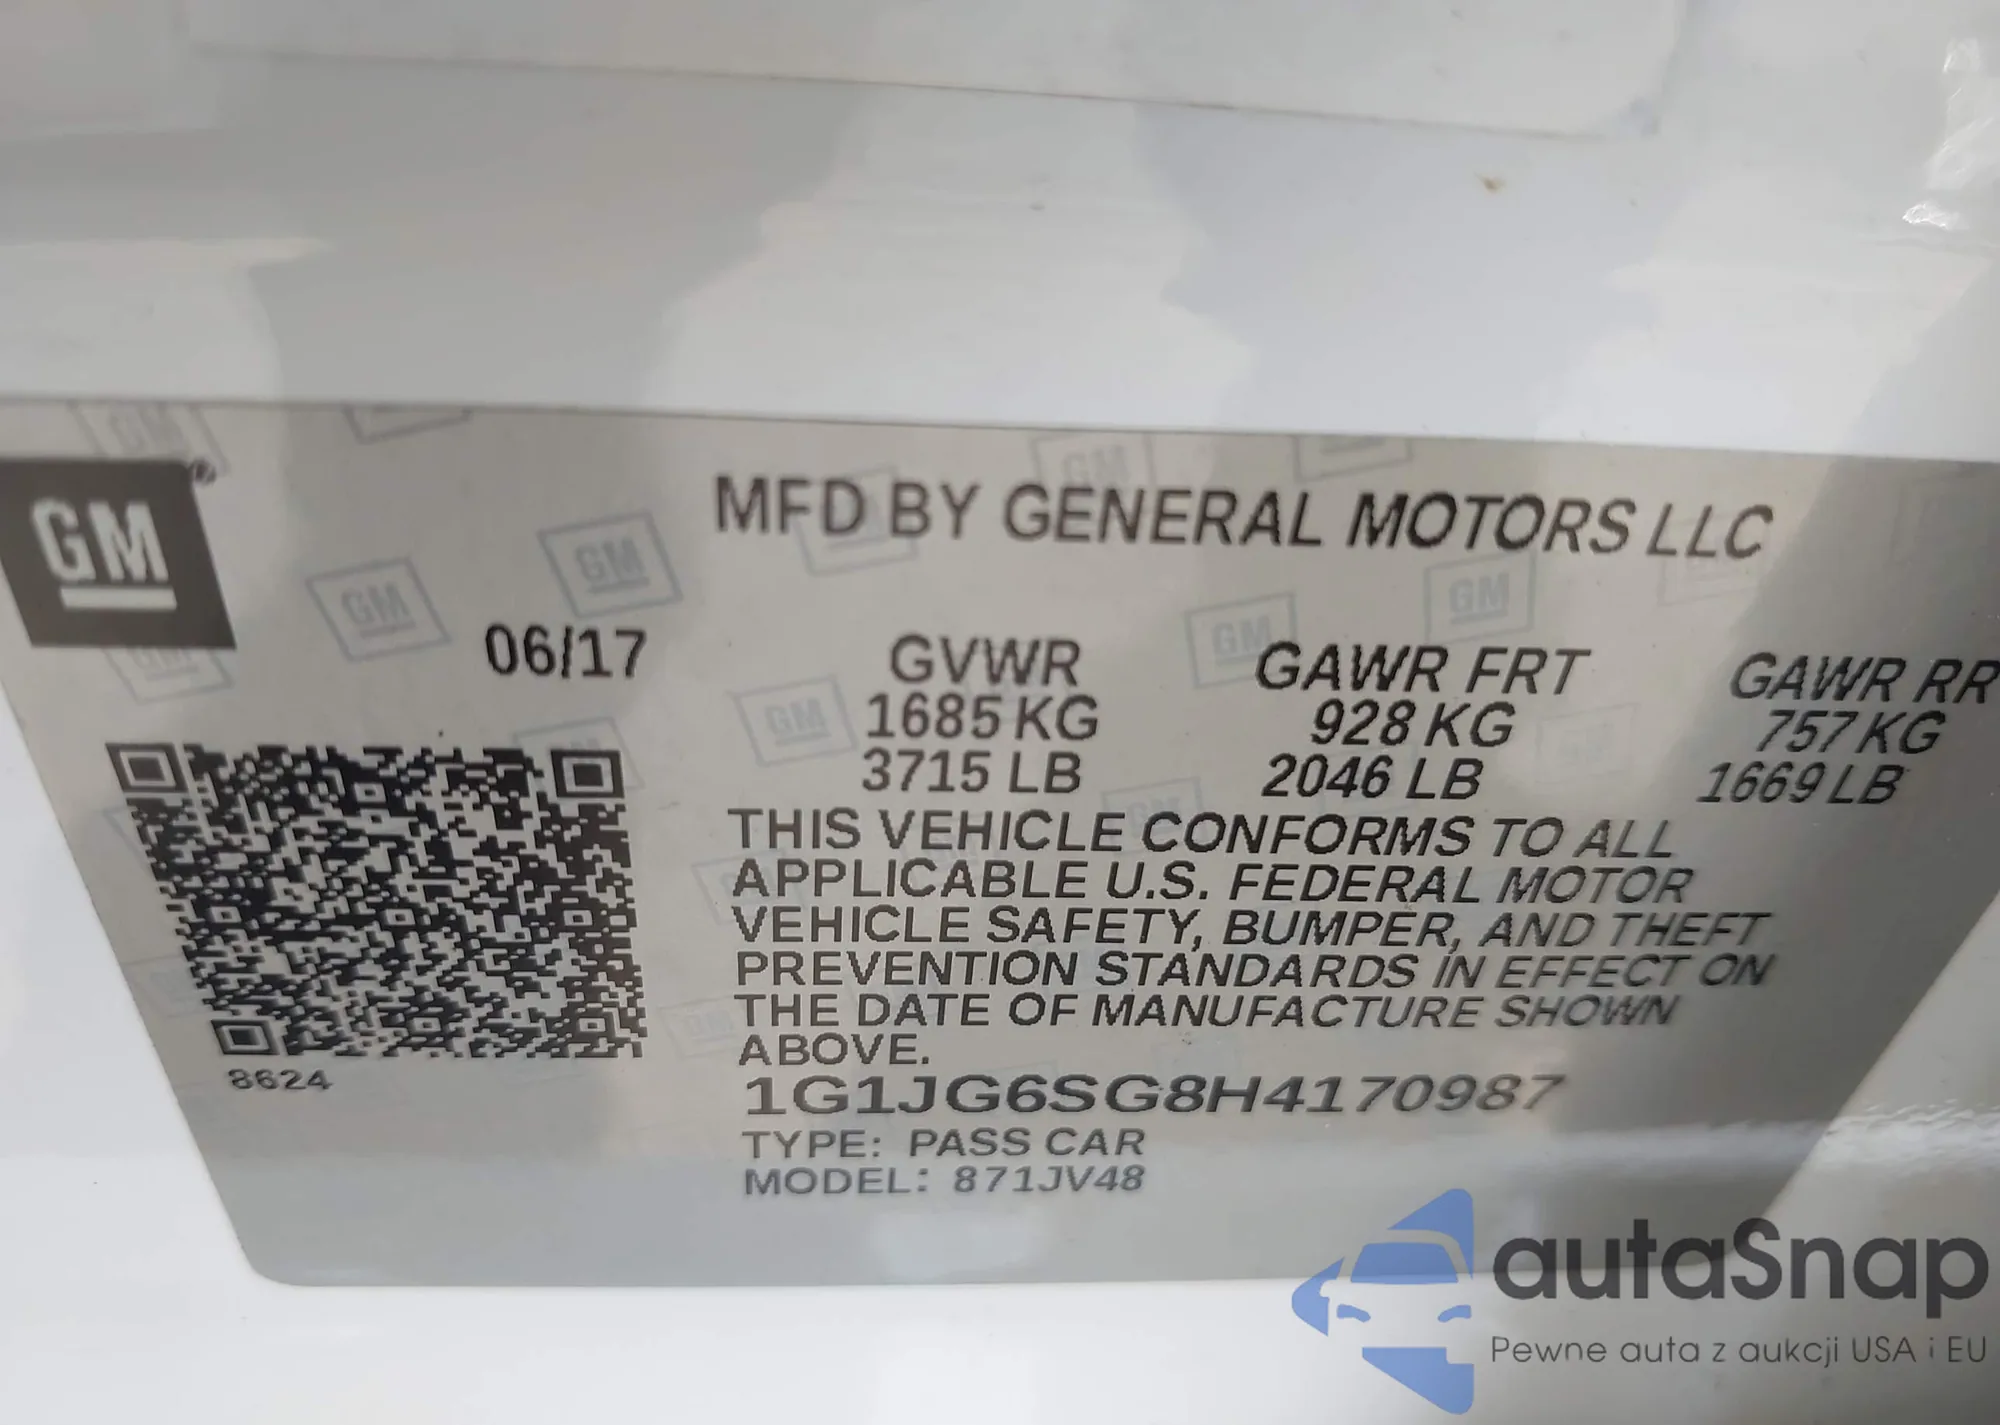 GM
MFD BY GENERAL MOTORS LLC
06/17
GVWR
1685 KG
3715 LB
GAWR FRT
928 KG
2046 LB
GAWR RR
757 KG
1669 LB
THIS VEHICLE CONFORMS TO ALL
APPLICABLE U.S. FEDERAL MOTOR
VEHICLE SAFETY, BUMPER, AND THEFT
PREVENTION STANDARDS IN EFFECT ON
THE DATE OF MANUFACTURE SHOWN
ABOVE.
8624
1G1JG6SG8H4170987
TYPE: PASS CAR
MODEL: 871JV48
autaSnap
Pewne auta z aukcji USA i EU